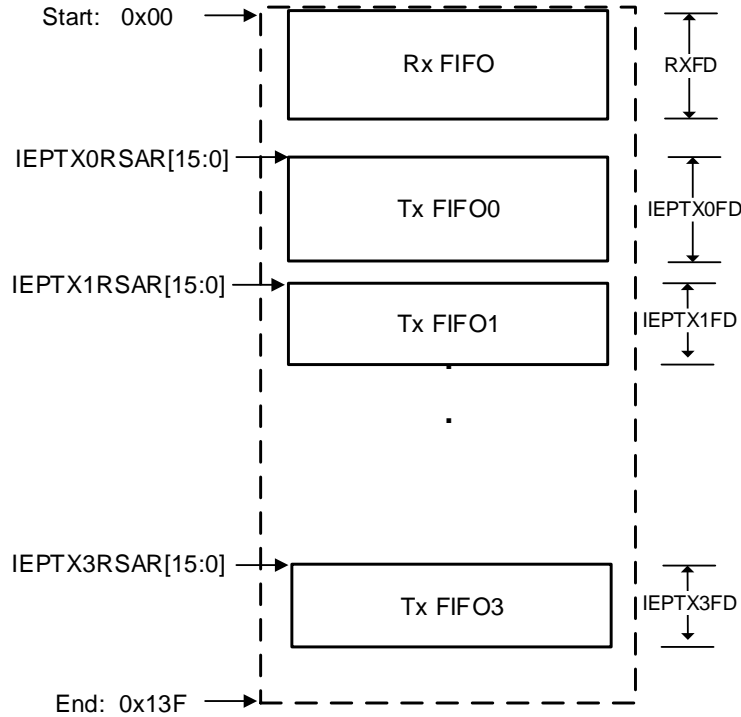 Start: 0x00
Rx FIFO
RXFD
IEPTX0RSAR[15:0]
Tx FIFO0
IEPTX0FD
IEPTX1RSAR[15:0]
Tx FIFO1
IEPTX1FD
.
.
IEPTX3RSAR[15:0]
Tx FIFO3
IEPTX3FD
End: 0x13F